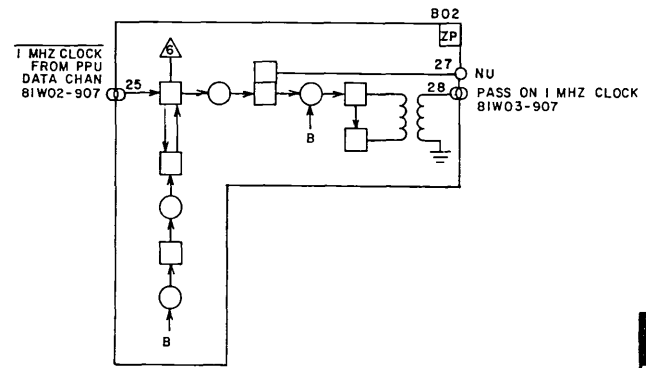 B02
ZP
1 MHZ CLOCK
FROM PPU
DATA CHAN
81W02-907
25
6
27
NU
28
PASS ON 1 MHZ CLOCK
81W03-907
B
B